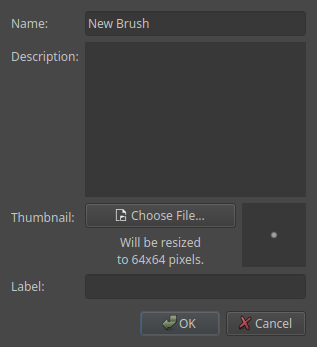 Name: New Brush
Description:
Thumbnail: Choose File...
Will be resized
to 64x64 pixels.
Label:
OK Cancel